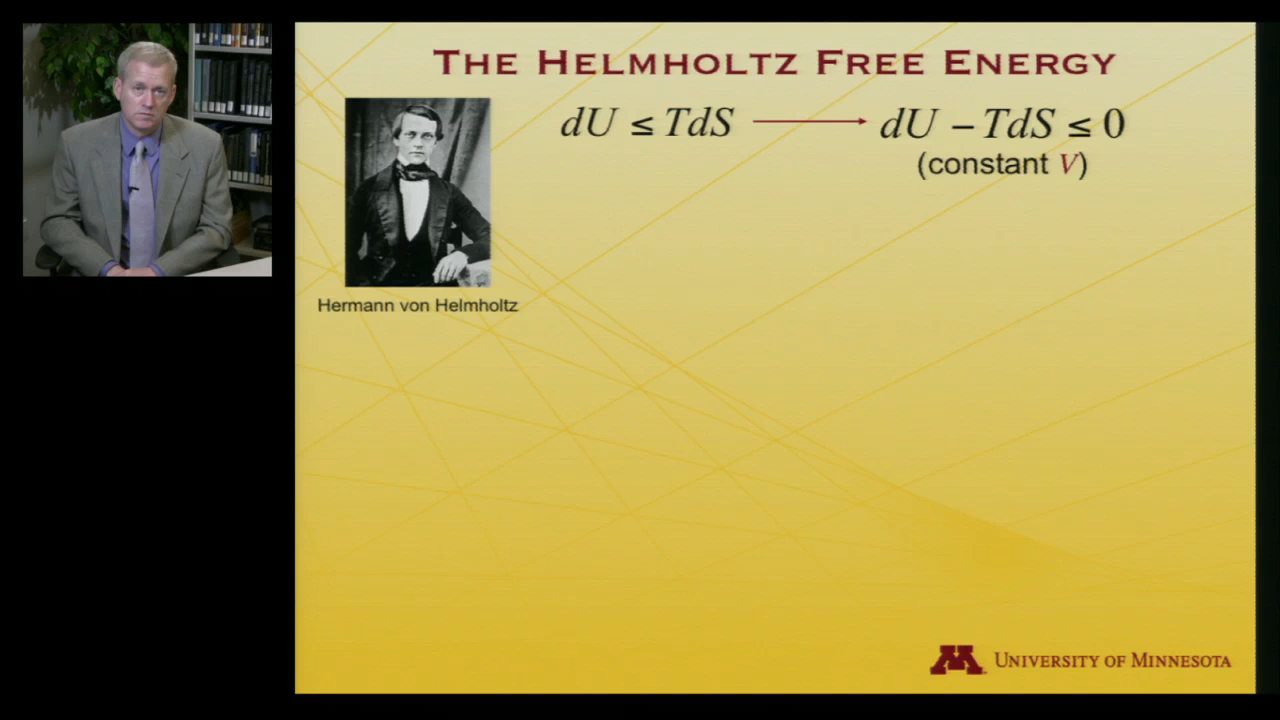 THE HELMHOLTZ FREE ENERGY
dU ≤ TdS → dU − TdS ≤ 0
(constant V)
Hermann von Helmholtz
UNIVERSITY OF MINNESOTA